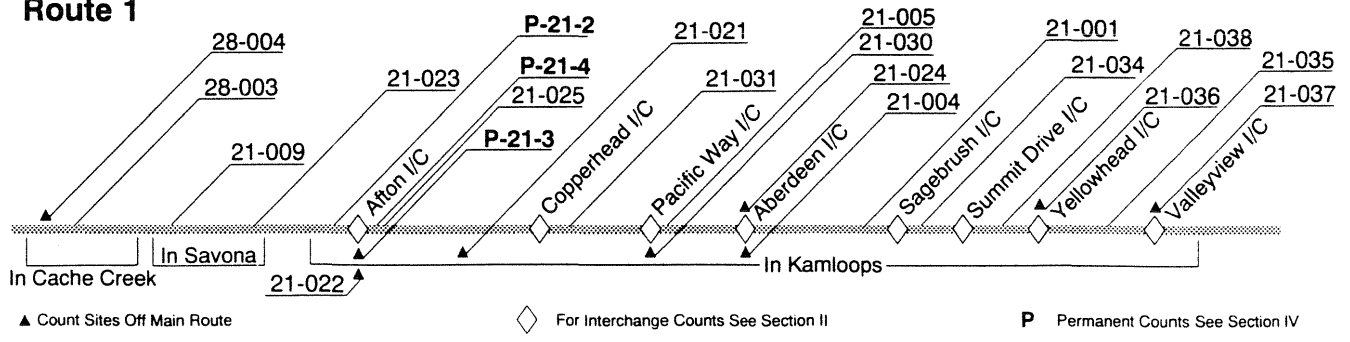 Route 1
28-004
28-003
21-009
21-023
P-21-2
P-21-4
21-025
P-21-3
21-022
21-021
21-031
21-005
21-030
21-024
21-004
21-001
21-034
21-038
21-036
21-035
21-037
Afton I/C
Copperhead I/C
Pacific Way I/C
Aberdeen I/C
Sagebrush I/C
Summit Drive I/C
Yellowhead I/C
Valleyview I/C
In Cache Creek
In Savona
In Kamloops
▲ Count Sites Off Main Route
◇ For Interchange Counts See Section II
P Permanent Counts See Section IV